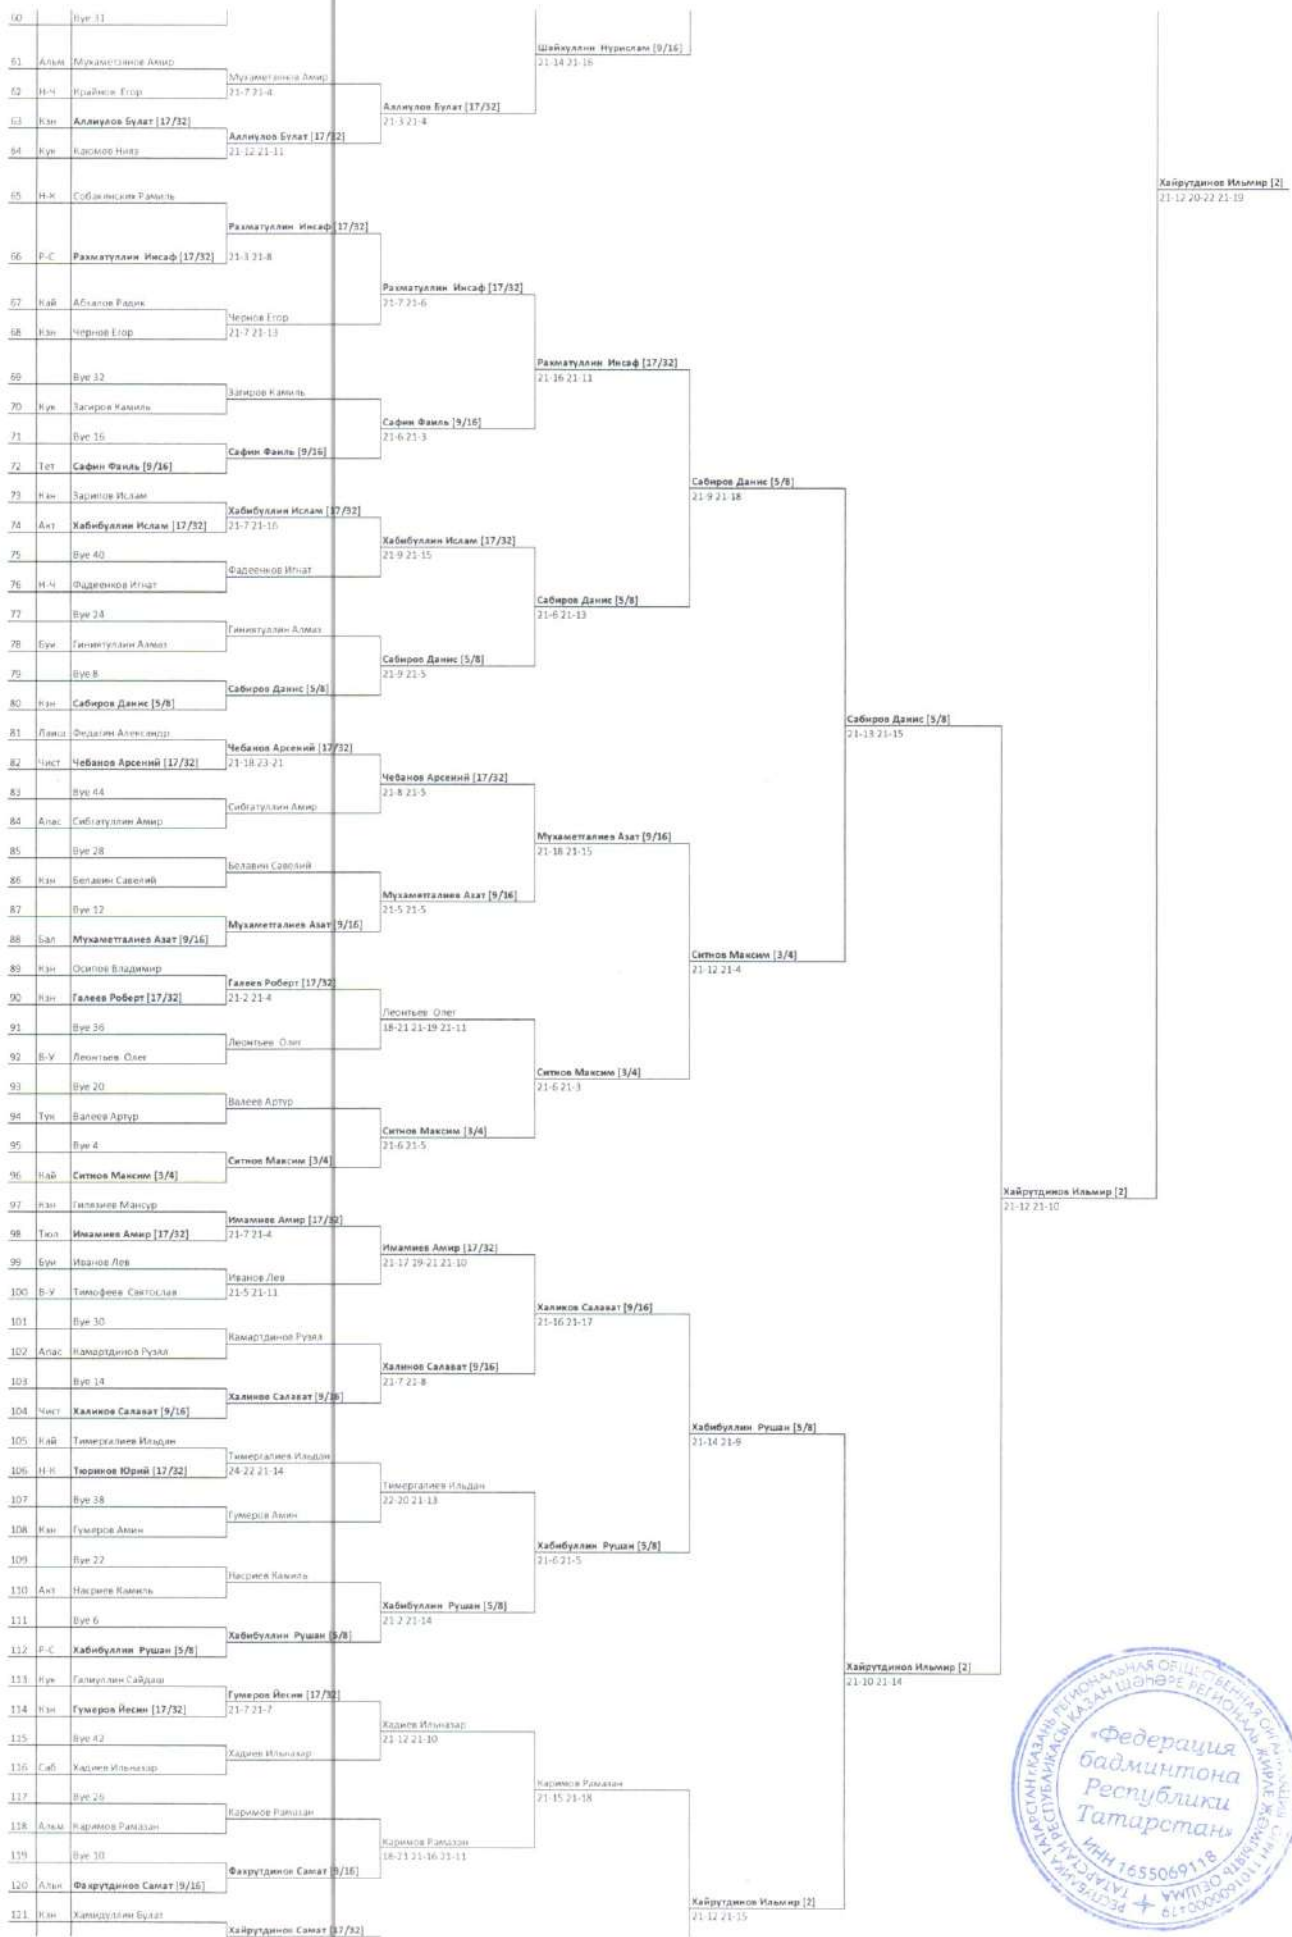 60 Bye 31
61 Альм Мухаметзянов Амир
62 Н-Ч Крайнов Егор
63 Кзн Аллиулов Булат [17/32]
64 Кук Каюмов Нияз
65 Н-К Собакинских Рамиль
66 Р-С Рахматуллин Инсаф [17/32]
67 Кай Абзалов Радик
68 Кзн Чернов Егор
69 Bye 32
70 Кук Загиров Камиль
71 Bye 16
72 Тет Сафин Фаиль [9/16]
73 Кзн Зарипов Ислам
74 Акт Хабибуллин Ислам [17/32]
75 Bye 40
76 Н-Ч Фадеенков Игнат
77 Bye 24
78 Буи Гиниятуллин Алмаз
79 Bye 8
80 Кзн Сабиров Данис [5/8]
81 Лаиш Федагин Александр
82 Чист Чебанов Арсений [17/32]
83 Bye 44
84 Апас Сибгатуллин Амир
85 Bye 28
86 Кзн Белавин Савелий
87 Bye 12
88 Бал Мухаметгалиев Азат [9/16]
89 Кзн Осипов Владимир
90 Кзн Галеев Роберт [17/32]
91 Bye 36
92 В-У Леонтьев Олег
93 Bye 20
94 Тук Валеев Артур
95 Bye 4
96 Кай Ситнов Максим [3/4]
97 Кзн Гилязиев Мансур
98 Тюл Имамиев Амир [17/32]
99 Буи Иванов Лев
100 В-У Тимофеев Святослав
101 Bye 30
102 Апас Камартдинов Рузял
103 Bye 14
104 Чист Халиков Салават [9/16]
105 Кай Тимергалиев Ильдан
106 Н-К Тюриков Юрий [17/32]
107 Bye 38
108 Кзн Гумеров Амин
109 Bye 22
110 Акт Насриев Камиль
111 Bye 6
112 Р-С Хабибуллин Рушан [5/8]
113 Кук Галиуллин Сайдаш
114 Кзн Гумеров Йесин [17/32]
115 Bye 42
116 Саб Хадиев Ильназар
117 Bye 26
118 Альм Каримов Рамазан
119 Bye 10
120 Альм Фахрутдинов Самат [9/16]
121 Кзн Хамидуллин Булат
Мухаметзянов Амир
21-7 21-4
Аллиулов Булат [17/32]
21-12 21-11
Рахматуллин Инсаф [17/32]
21-3 21-8
Чернов Егор
21-7 21-13
Загиров Камиль
Сафин Фаиль [9/16]
Хабибуллин Ислам [17/32]
21-7 21-16
Фадеенков Игнат
Гиниятуллин Алмаз
Сабиров Данис [5/8]
Чебанов Арсений [17/32]
21-18 23-21
Сибгатуллин Амир
Белавин Савелий
Мухаметгалиев Азат [9/16]
Галеев Роберт [17/32]
21-2 21-4
Леонтьев Олег
Валеев Артур
Ситнов Максим [3/4]
Имамиев Амир [17/32]
21-7 21-4
Иванов Лев
21-5 21-11
Камартдинов Рузял
Халиков Салават [9/16]
Тимергалиев Ильдан
24-22 21-14
Гумеров Амин
Насриев Камиль
Хабибуллин Рушан [5/8]
Гумеров Йесин [17/32]
21-7 21-7
Хадиев Ильназар
Каримов Рамазан
Фахрутдинов Самат [9/16]
Хайрутдинов Самат [17/32]
Аллиулов Булат [17/32]
21-3 21-4
Рахматуллин Инсаф [17/32]
21-7 21-6
Сафин Фаиль [9/16]
21-6 21-3
Хабибуллин Ислам [17/32]
21-9 21-15
Сабиров Данис [5/8]
21-9 21-5
Чебанов Арсений [17/32]
21-8 21-5
Мухаметгалиев Азат [9/16]
21-5 21-5
Леонтьев Олег
18-21 21-19 21-11
Ситнов Максим [3/4]
21-6 21-5
Имамиев Амир [17/32]
21-17 19-21 21-10
Халиков Салават [9/16]
21-7 21-8
Тимергалиев Ильдан
22-20 21-13
Хабибуллин Рушан [5/8]
21-2 21-14
Хадиев Ильназар
21-12 21-10
Каримов Рамазан
18-21 21-16 21-11
Шайхуллин Нурислам [9/16]
21-14 21-16
Рахматуллин Инсаф [17/32]
21-16 21-11
Сабиров Данис [5/8]
21-6 21-13
Мухаметгалиев Азат [9/16]
21-18 21-15
Ситнов Максим [3/4]
21-6 21-3
Халиков Салават [9/16]
21-16 21-17
Хабибуллин Рушан [5/8]
21-6 21-5
Каримов Рамазан
21-15 21-18
Сабиров Данис [5/8]
21-9 21-18
Ситнов Максим [3/4]
21-12 21-4
Хабибуллин Рушан [5/8]
21-14 21-9
Хайрутдинов Ильмир [2]
21-12 21-15
Сабиров Данис [5/8]
21-13 21-15
Хайрутдинов Ильмир [2]
21-10 21-14
Хайрутдинов Ильмир [2]
21-12 21-10
Хайрутдинов Ильмир [2]
21-12 20-22 21-19
«Федерация
бадминтона
Республики
Татарстан»
ИНН 1655069118